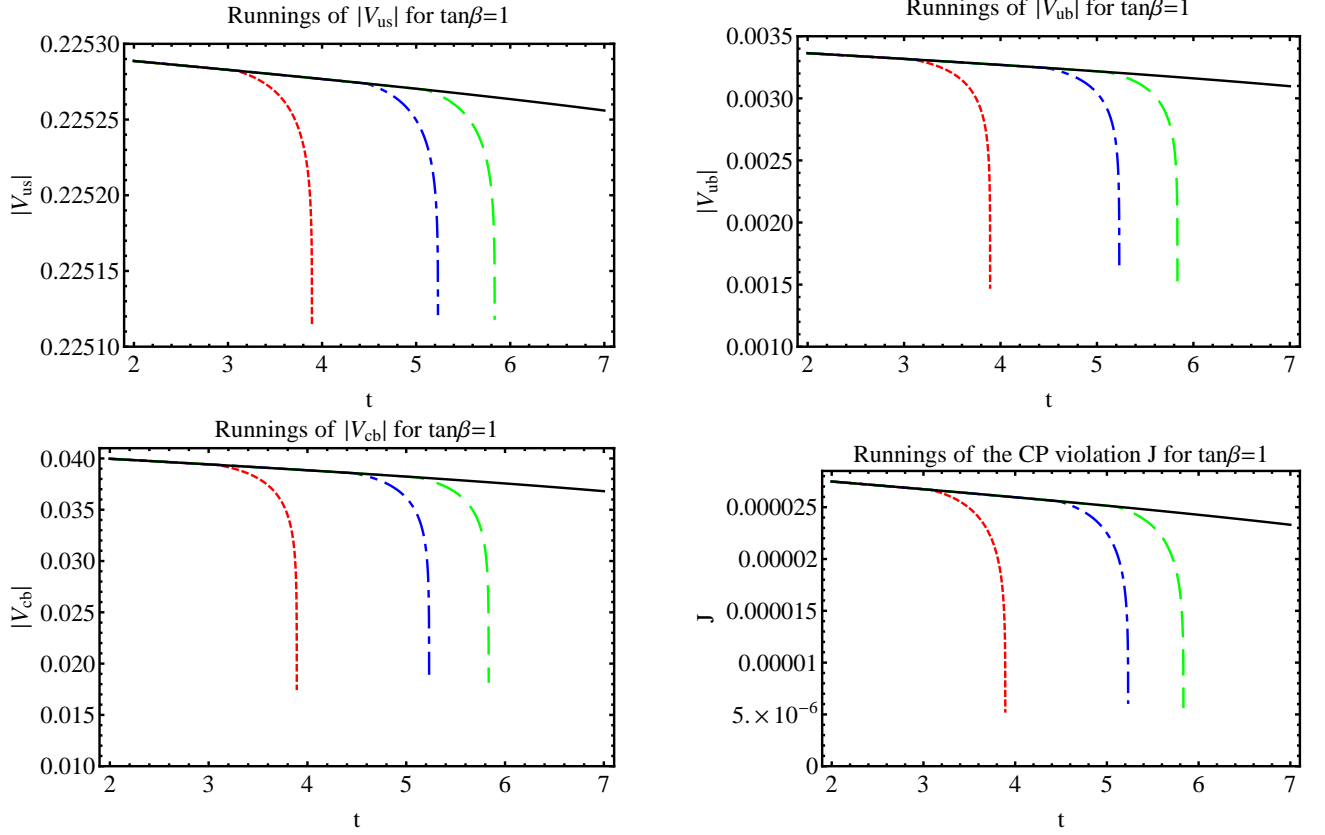 Runnings of |V_us| for tanβ=1
0.22530
0.22525
0.22520
0.22515
0.22510
|V_us|
2 3 4 5 6 7
t
Runnings of |V_ub| for tanβ=1
0.0035
0.0030
0.0025
0.0020
0.0015
0.0010
|V_ub|
2 3 4 5 6 7
t
Runnings of |V_cb| for tanβ=1
0.040
0.035
0.030
0.025
0.020
0.015
0.010
|V_cb|
2 3 4 5 6 7
t
Runnings of the CP violation J for tanβ=1
0.000025
0.00002
0.000015
0.00001
5.×10⁻⁶
0
J
2 3 4 5 6 7
t